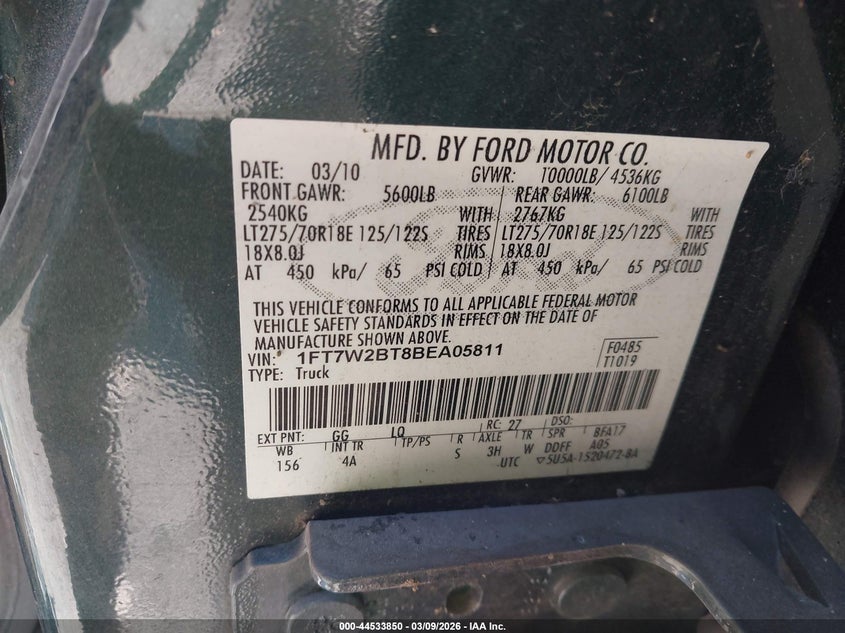 MFD. BY FORD MOTOR CO.
DATE: 03/10 GVWR: 10000LB/ 4536KG
FRONT GAWR: 5600LB REAR GAWR: 6100LB
2540KG WITH 2767KG WITH
LT275/70R18E 125/122S TIRES LT275/70R18E 125/122S TIRES
18X8.0J RIMS 18X8.0J RIMS
AT 450 kPa/ 65 PSI COLD AT 450 kPa/ 65 PSI COLD
THIS VEHICLE CONFORMS TO ALL APPLICABLE FEDERAL MOTOR
VEHICLE SAFETY STANDARDS IN EFFECT ON THE DATE OF
MANUFACTURE SHOWN ABOVE.
VIN: 1FT7W2BT8BEA05811 F0485
TYPE: Truck T1019
EXT PNT: GG LQ RC: 27 DSO:
WB INT TR TP/PS R AXLE TR SPR BFA17
156 4A S 3H W DDFF A05
UTC ▽5U5A-1520472-BA
000-44533850 - 03/09/2026 - IAA Inc.